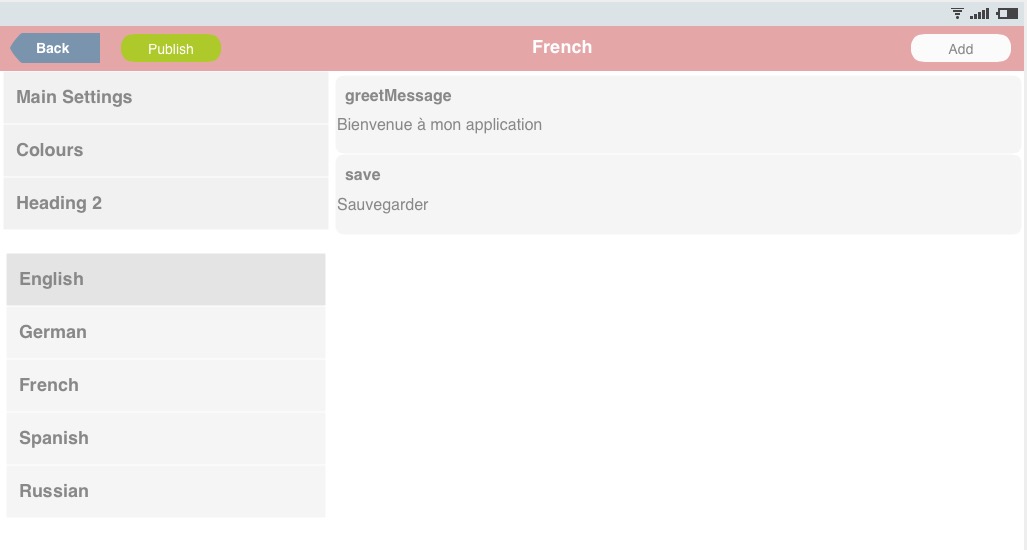 Back
Publish
French
Add
Main Settings
Colours
Heading 2
English
German
French
Spanish
Russian
greetMessage
Bienvenue à mon application
save
Sauvegarder